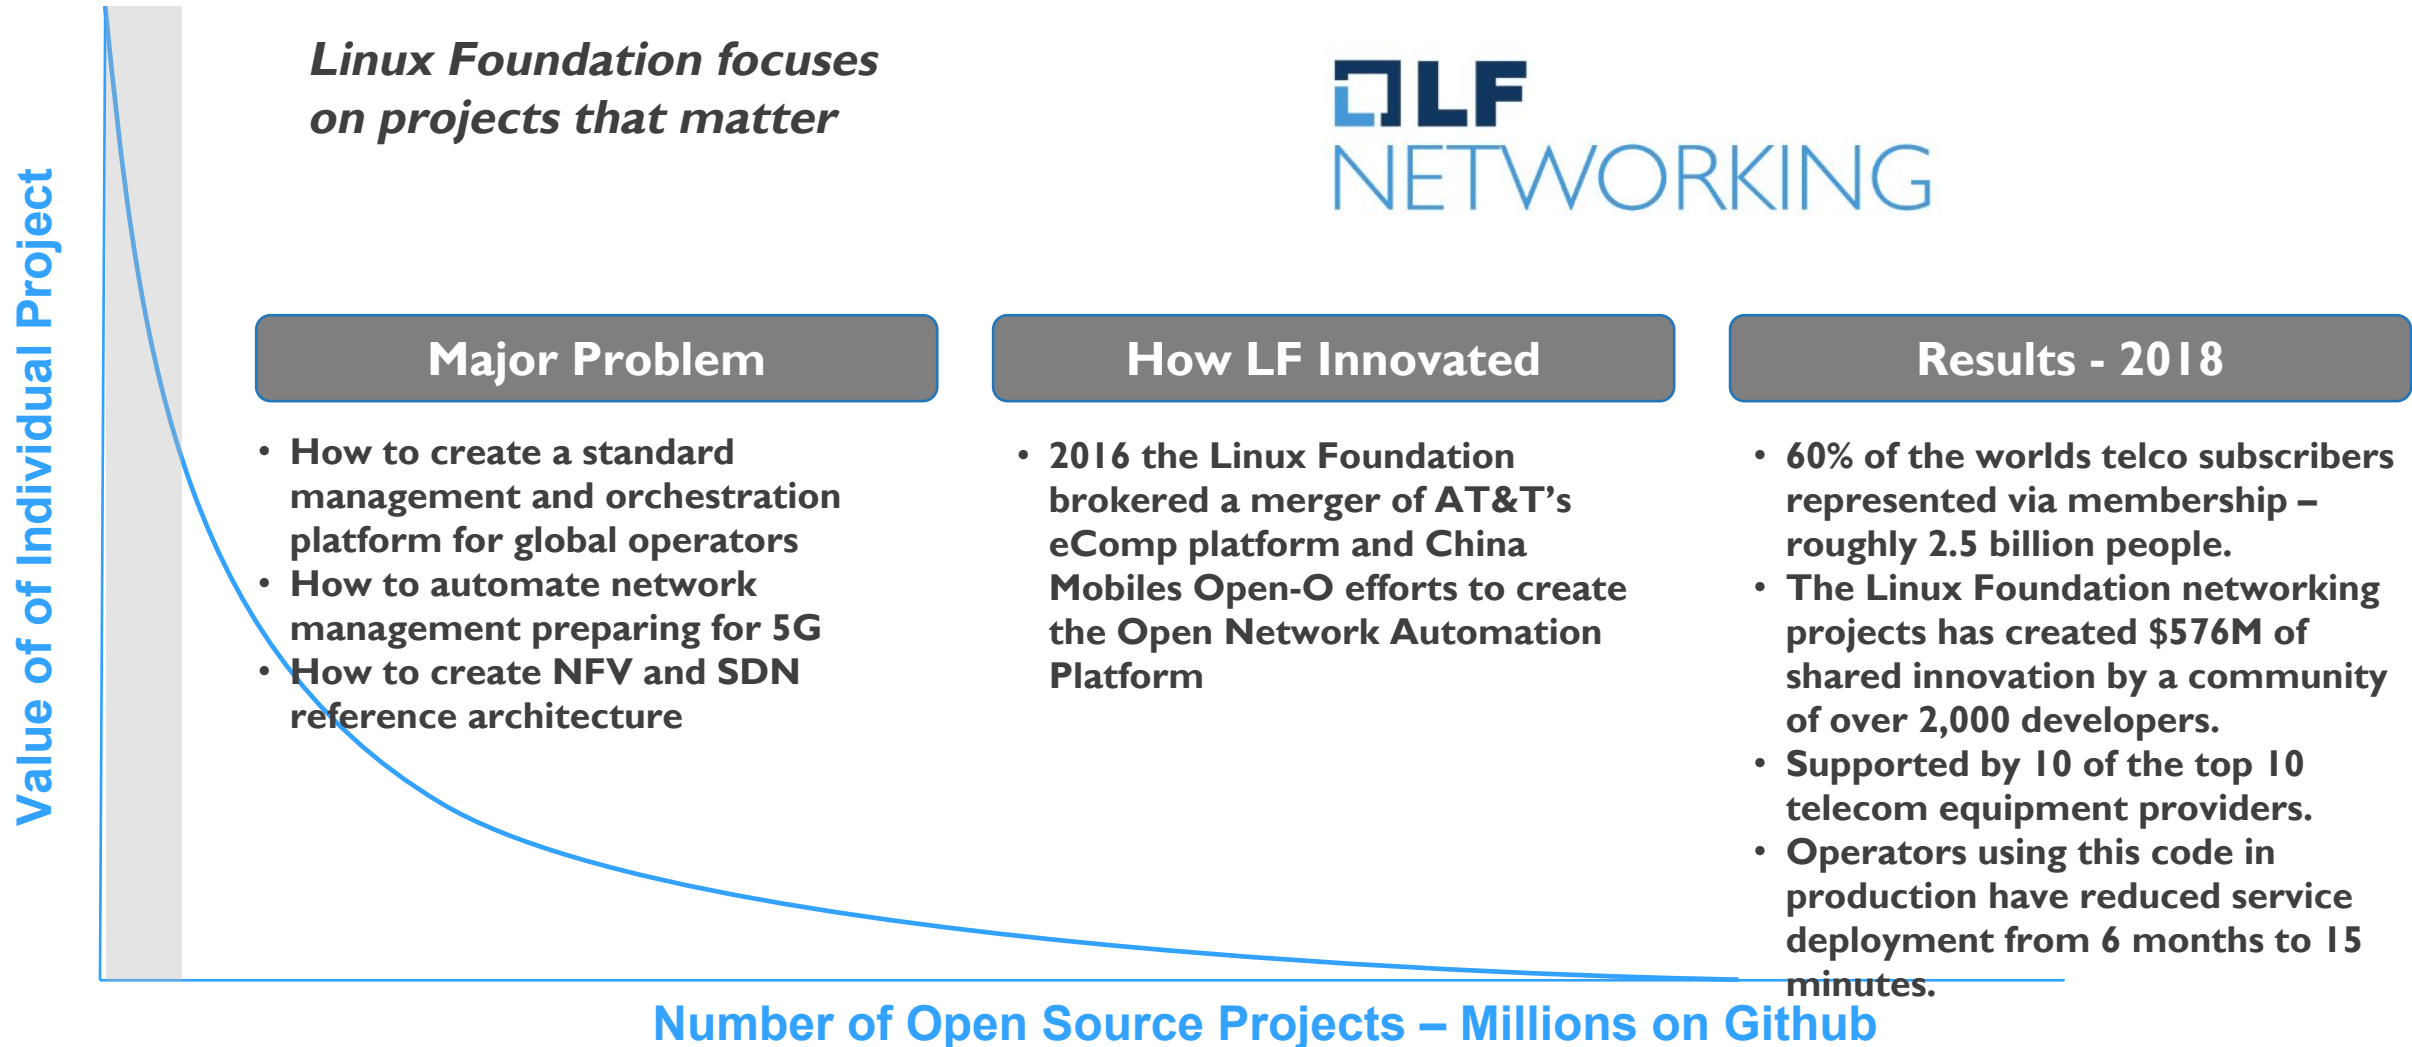 Linux Foundation focuses
on projects that matter
LF
NETWORKING
Value of of Individual Project
Major Problem
• How to create a standard
management and orchestration
platform for global operators
• How to automate network
management preparing for 5G
• How to create NFV and SDN
reference architecture
How LF Innovated
• 2016 the Linux Foundation
brokered a merger of AT&T’s
eComp platform and China
Mobiles Open-O efforts to create
the Open Network Automation
Platform
Results - 2018
• 60% of the worlds telco subscribers
represented via membership –
roughly 2.5 billion people.
• The Linux Foundation networking
projects has created $576M of
shared innovation by a community
of over 2,000 developers.
• Supported by 10 of the top 10
telecom equipment providers.
• Operators using this code in
production have reduced service
deployment from 6 months to 15
minutes.
Number of Open Source Projects – Millions on Github